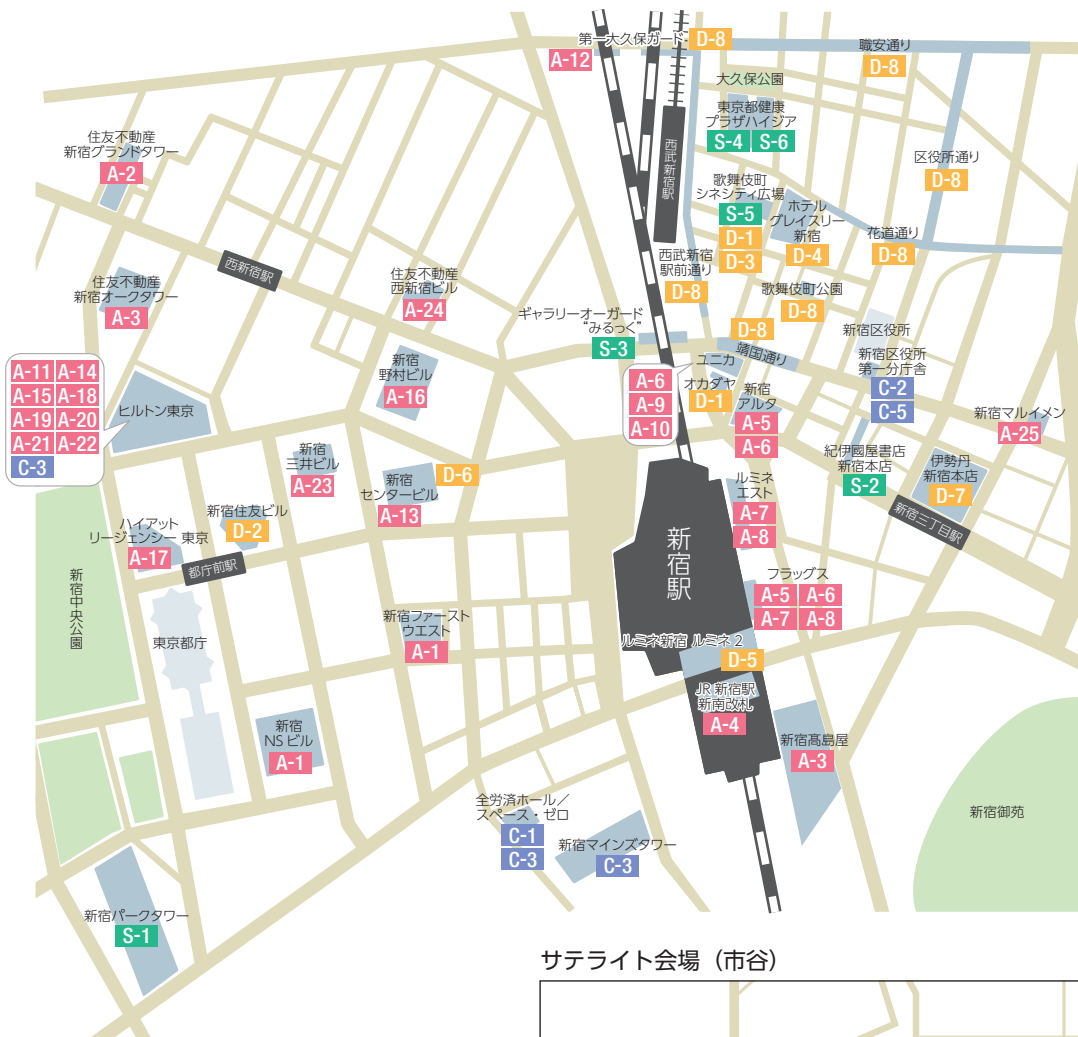 第一大久保ガード
D-8
A-12
職安通り
D-8
大久保公園
東京都健康
プラザハイジア
S-4 S-6
住友不動産
新宿グランドタワー
A-2
西武新宿駅
区役所通り
D-8
歌舞伎町
シネシティ広場
S-5
D-1
D-3
ホテル
グレイスリー
新宿
D-4
花道通り
D-8
西武新宿
駅前通り
D-8
西新宿駅
住友不動産
新宿オークタワー
A-3
住友不動産
西新宿ビル
A-24
歌舞伎町公園
D-8
ギャラリーオーガード
“みるっく”
S-3
D-8
靖国通り
新宿区役所
新宿区役所
第一分庁舎
C-2
C-5
ユニカ
オカダヤ
D-1
A-6
A-9
A-10
新宿
アルタ
A-5
A-6
新宿
野村ビル
A-16
A-11 A-14
A-15 A-18
A-19 A-20
A-21 A-22
C-3
ヒルトン東京
新宿マルイメン
A-25
紀伊國屋書店
新宿本店
S-2
伊勢丹
新宿本店
D-7
新宿三丁目駅
新宿
三井ビル
A-23
新宿
センタービル
A-13
D-6
ルミネ
エスト
A-7
A-8
新宿住友ビル
D-2
ハイアット
リージェンシー 東京
A-17
都庁前駅
新宿駅
新宿中央公園
東京都庁
フラッグス
A-5 A-6
A-7 A-8
新宿ファースト
ウエスト
A-1
ルミネ新宿 ルミネ2
D-5
JR 新宿駅
新南改札
A-4
新宿
NSビル
A-1
新宿髙島屋
A-3
全労済ホール／
スペース・ゼロ
C-1
C-3
新宿マインズタワー
C-3
新宿御苑
新宿パークタワー
S-1
サテライト会場（市谷）